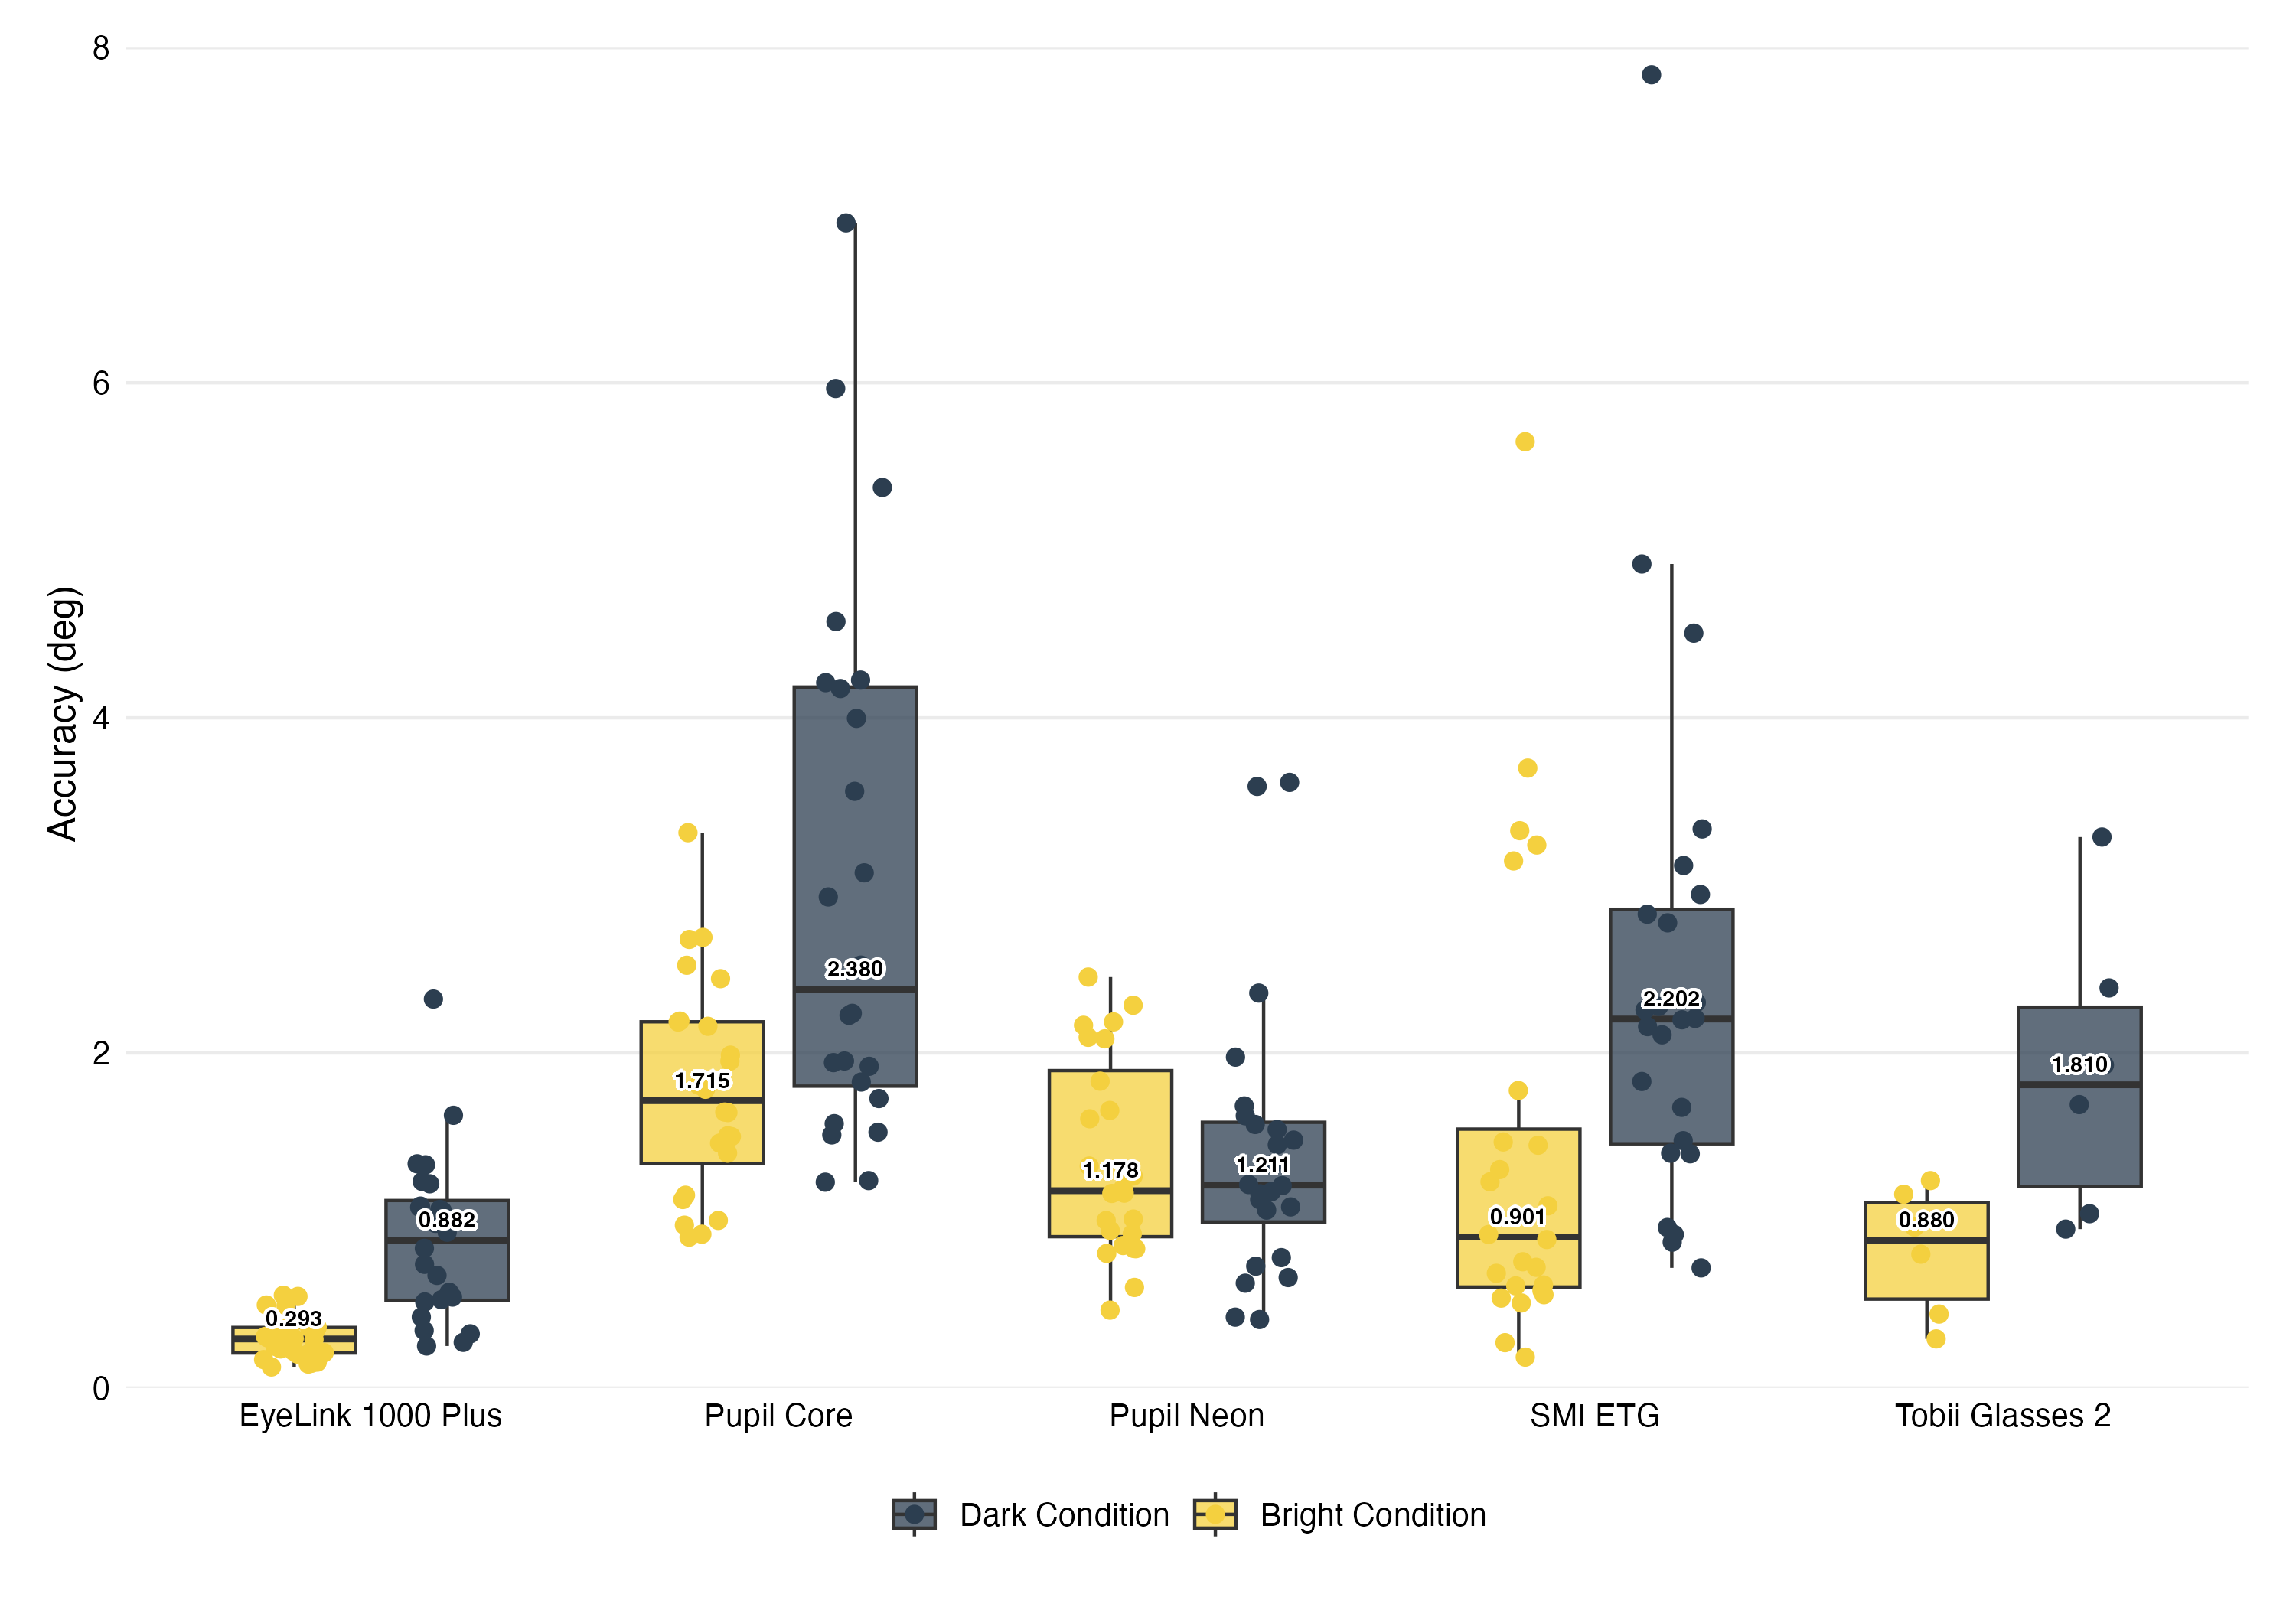 8
6
4
2
0
Accuracy (deg)
0.293
0.882
1.715
2.380
1.178
1.211
0.901
2.202
0.880
1.810
EyeLink 1000 Plus
Pupil Core
Pupil Neon
SMI ETG
Tobii Glasses 2
Dark Condition
Bright Condition